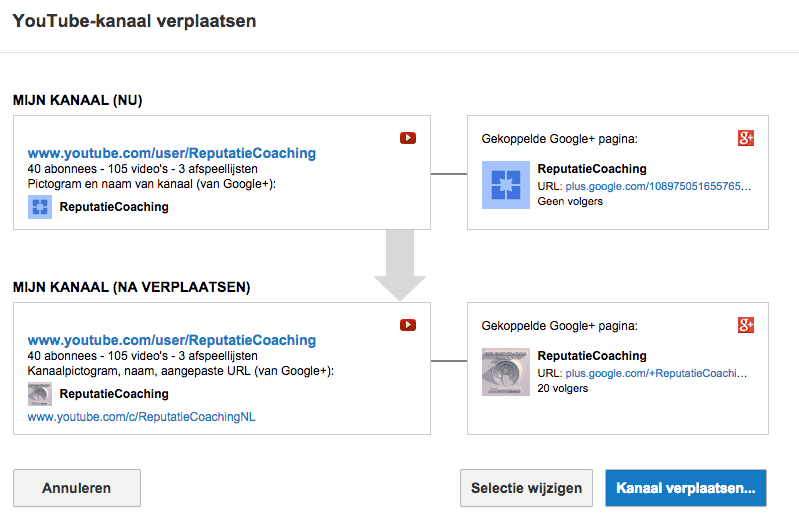 YouTube-kanaal verplaatsen
MIJN KANAAL (NU)
www.youtube.com/user/ReputatieCoaching
40 abonnees - 105 video's - 3 afspeellijsten
Pictogram en naam van kanaal (van Google+):
ReputatieCoaching
Gekoppelde Google+ pagina:
ReputatieCoaching
URL: plus.google.com/108975051655765...
Geen volgers
MIJN KANAAL (NA VERPLAATSEN)
www.youtube.com/user/ReputatieCoaching
40 abonnees - 105 video's - 3 afspeellijsten
Kanaalpictogram, naam, aangepaste URL (van Google+):
ReputatieCoaching
www.youtube.com/c/ReputatieCoachingNL
Gekoppelde Google+ pagina:
ReputatieCoaching
URL: plus.google.com/+ReputatieCoachi...
20 volgers
Annuleren
Selectie wijzigen
Kanaal verplaatsen...